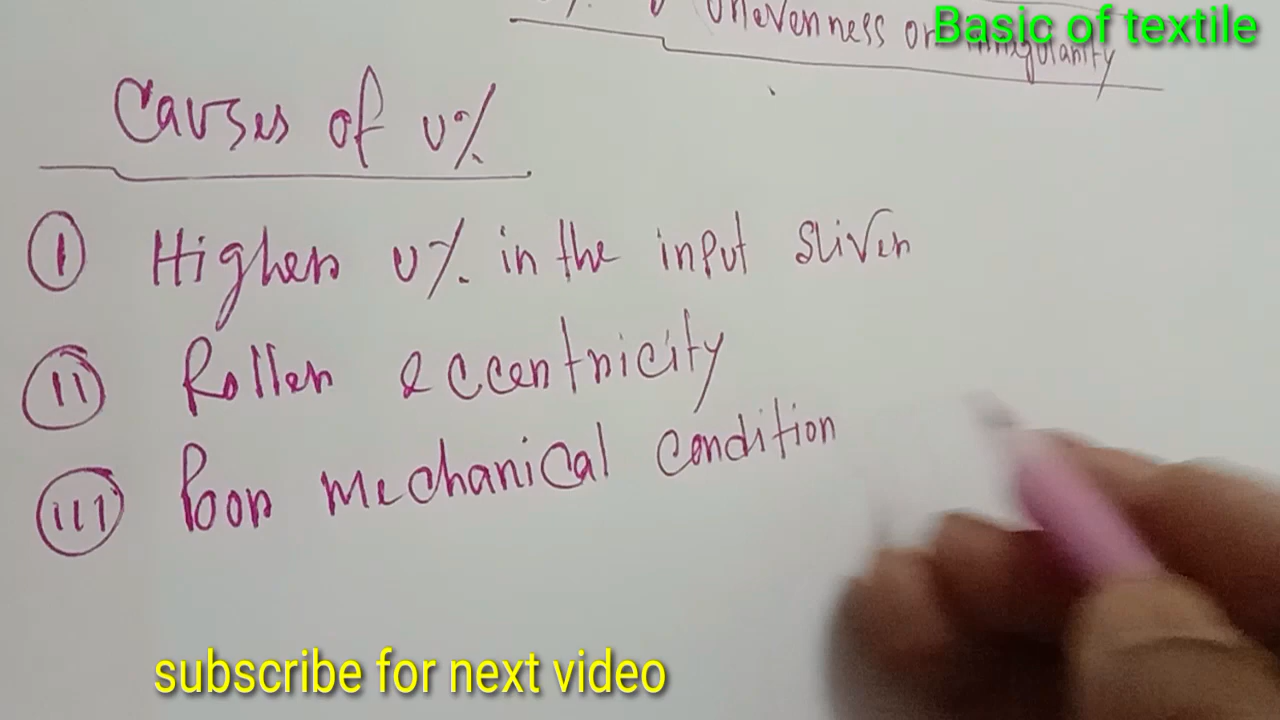 Unevenness or irregularity
Basic of textile
Causes of U%
I Higher U% in the input sliver
II Roller eccentricity
III Poor mechanical condition
subscribe for next video